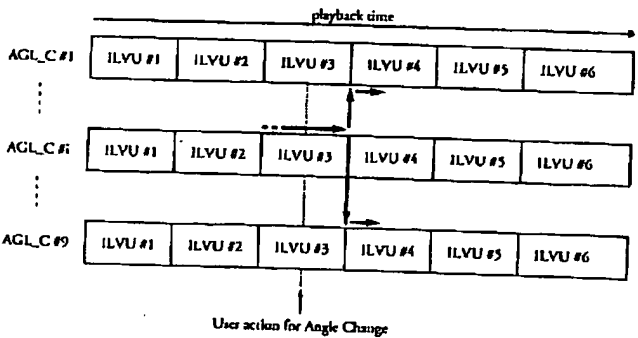 playback time
AGL_C #1 ILVU #1 ILVU #2 ILVU #3 ILVU #4 ILVU #5 ILVU #6
AGL_C #i ILVU #1 ILVU #2 ILVU #3 ILVU #4 ILVU #5 ILVU #6
AGL_C #9 ILVU #1 ILVU #2 ILVU #3 ILVU #4 ILVU #5 ILVU #6
User action for Angle Change